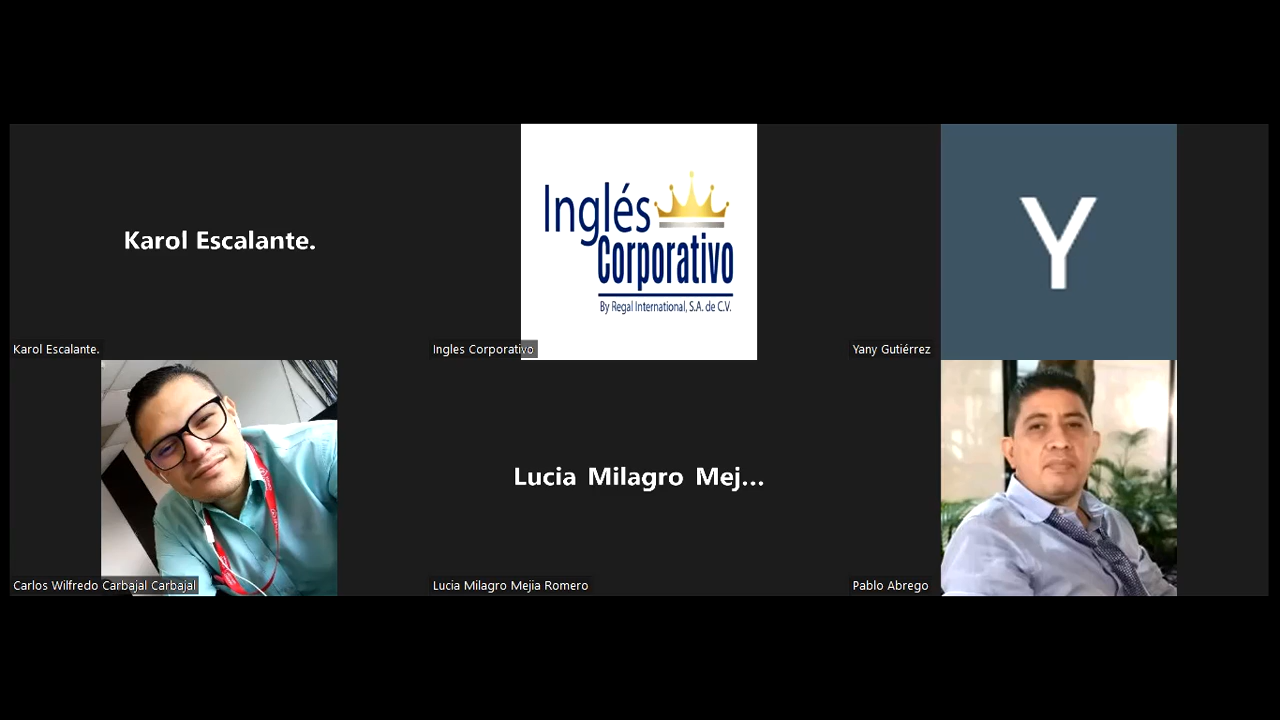 Karol Escalante.
Karol Escalante.
Inglés
Corporativo
By Regal International, S.A. de C.V.
Ingles Corporativo
Y
Yany Gutiérrez
Carlos Wilfredo Carbajal Carbajal
Lucia Milagro Mej...
Lucia Milagro Mejia Romero
Pablo Abrego